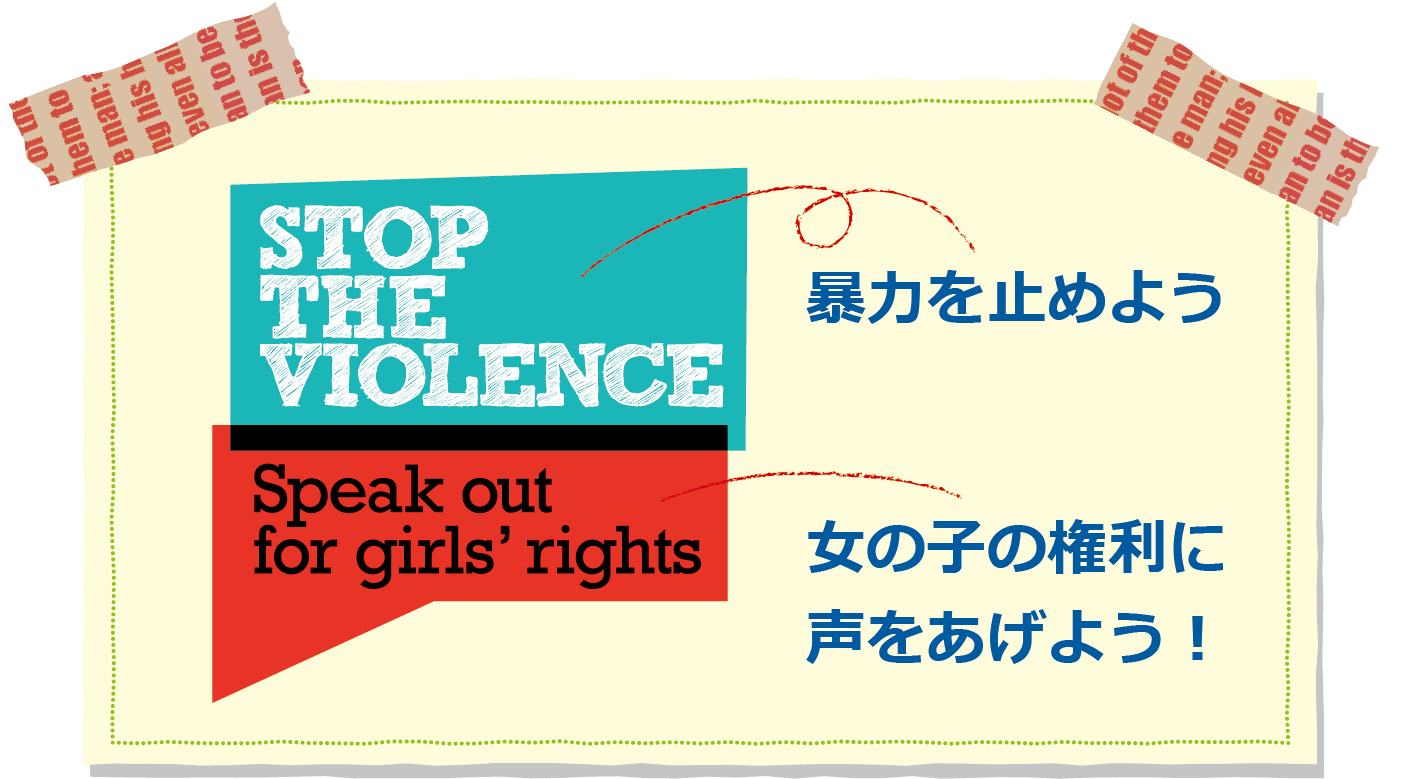 STOP
THE
VIOLENCE
Speak out
for girls’ rights
暴力を止めよう
女の子の権利に
声をあげよう！